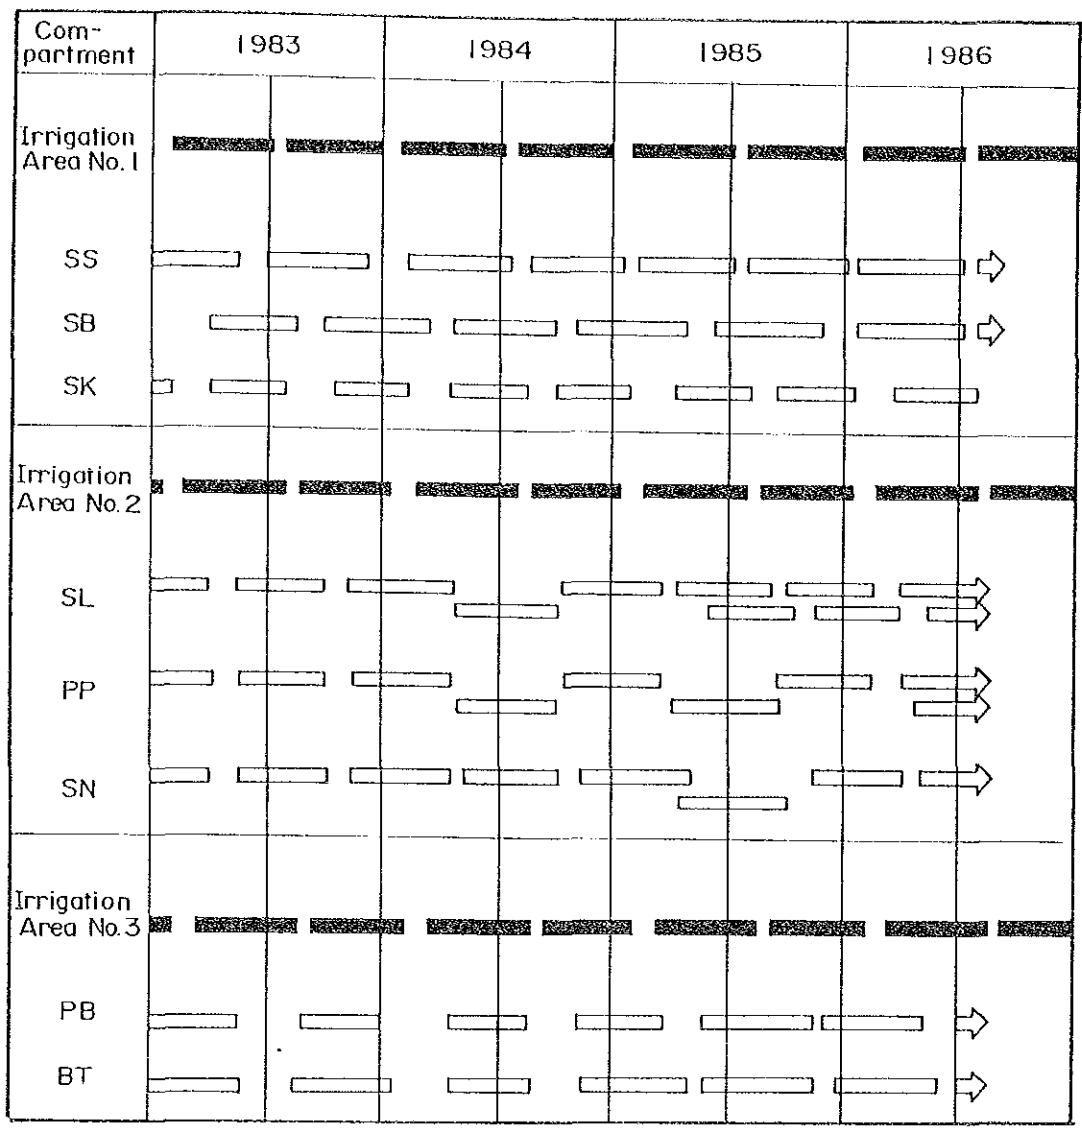 Com-
partment
1983
1984
1985
1986
Irrigation
Area No.1
SS
SB
SK
Irrigation
Area No.2
SL
PP
SN
Irrigation
Area No.3
PB
BT